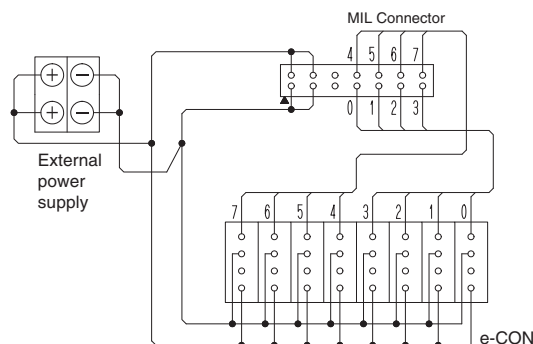 MIL Connector
4 5 6 7
+ −
+ −
0 1 2 3
External
power
supply
7 6 5 4 3 2 1 0
e-CON